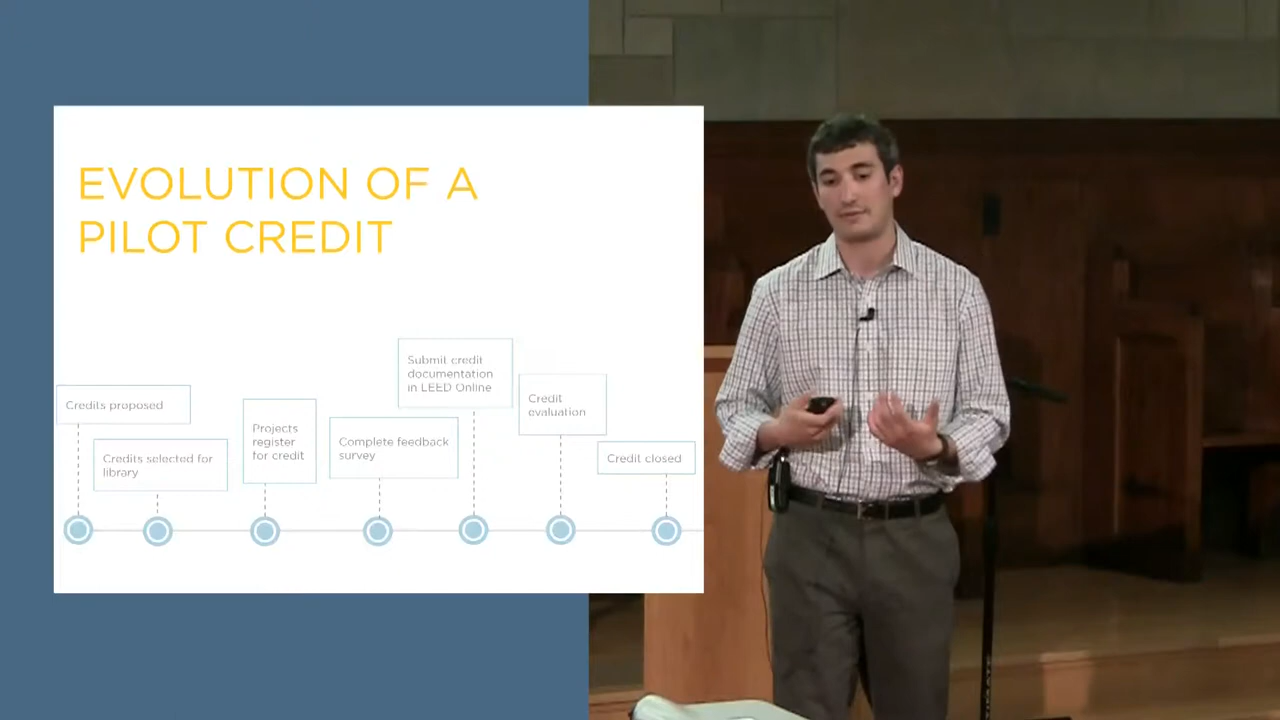 EVOLUTION OF A
PILOT CREDIT
Credits proposed
Credits selected for
library
Projects
register
for credit
Complete feedback
survey
Submit credit
documentation
in LEED Online
Credit
evaluation
Credit closed